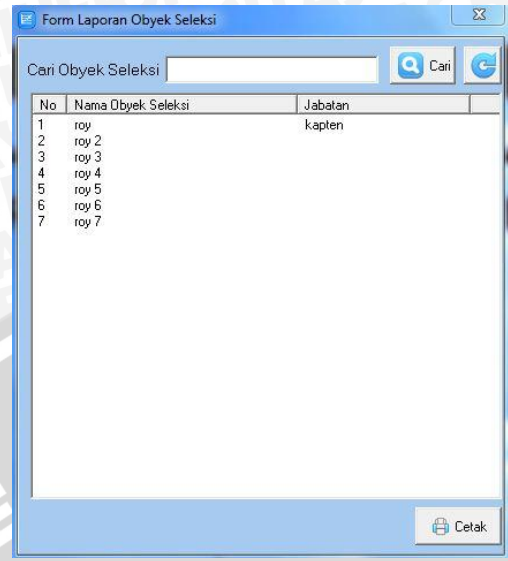 Form Laporan Obyek Seleksi
Cari Obyek Seleksi Cari
No Nama Obyek Seleksi Jabatan
1 roy kapten
2 roy 2
3 roy 3
4 roy 4
5 roy 5
6 roy 6
7 roy 7
Cetak